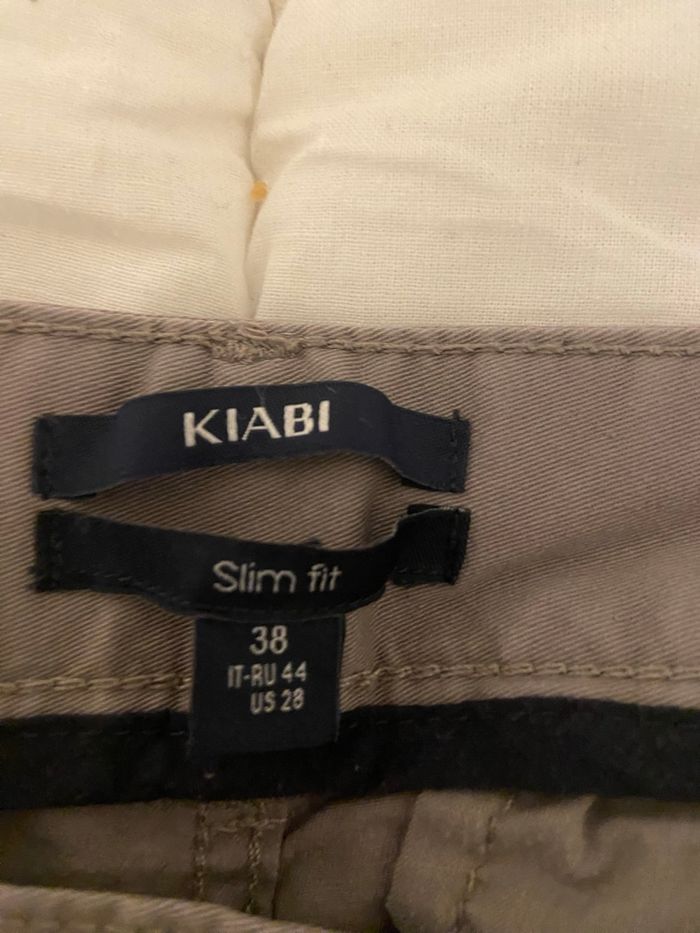 KIABI
Slim fit
38
IT-RU 44
US 28